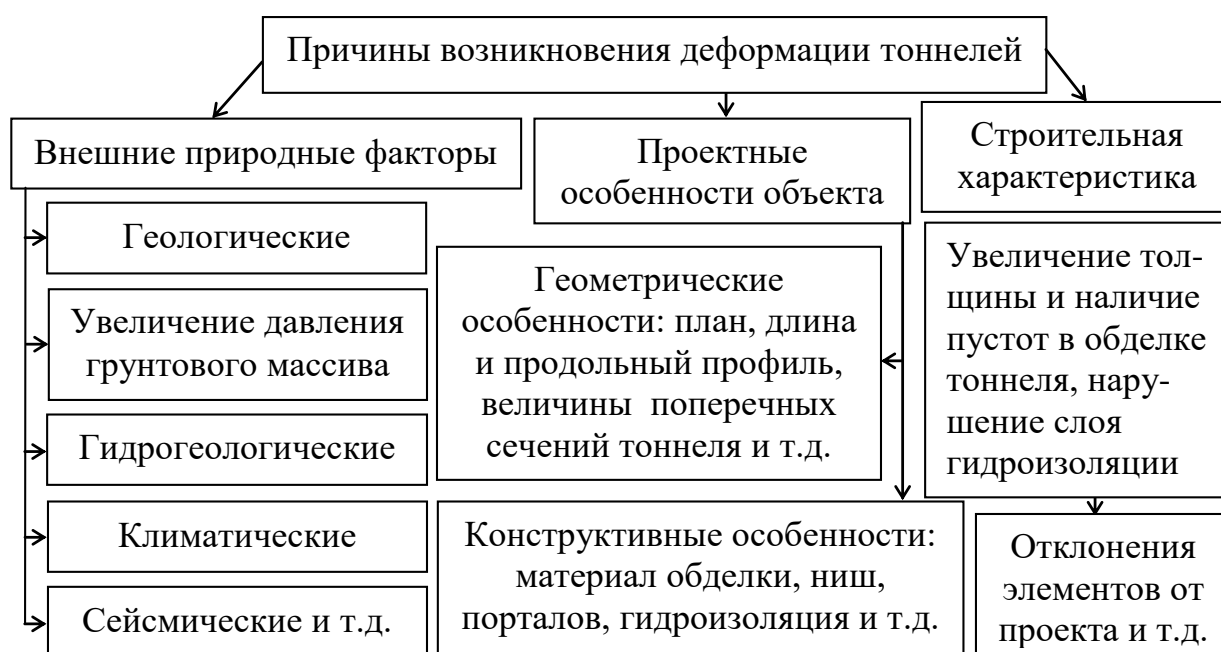 Причины возникновения деформации тоннелей
Внешние природные факторы
Геологические
Увеличение давления
грунтового массива
Гидрогеологические
Климатические
Сейсмические и т.д.
Проектные
особенности объекта
Геометрические
особенности: план, длина
и продольный профиль,
величины поперечных
сечений тоннеля и т.д.
Конструктивные особенности:
материал обделки, ниш,
порталов, гидроизоляция и т.д.
Строительная
характеристика
Увеличение тол-
щины и наличие
пустот в обделке
тоннеля, нару-
шение слоя
гидроизоляции
Отклонения
элементов от
проекта и т.д.